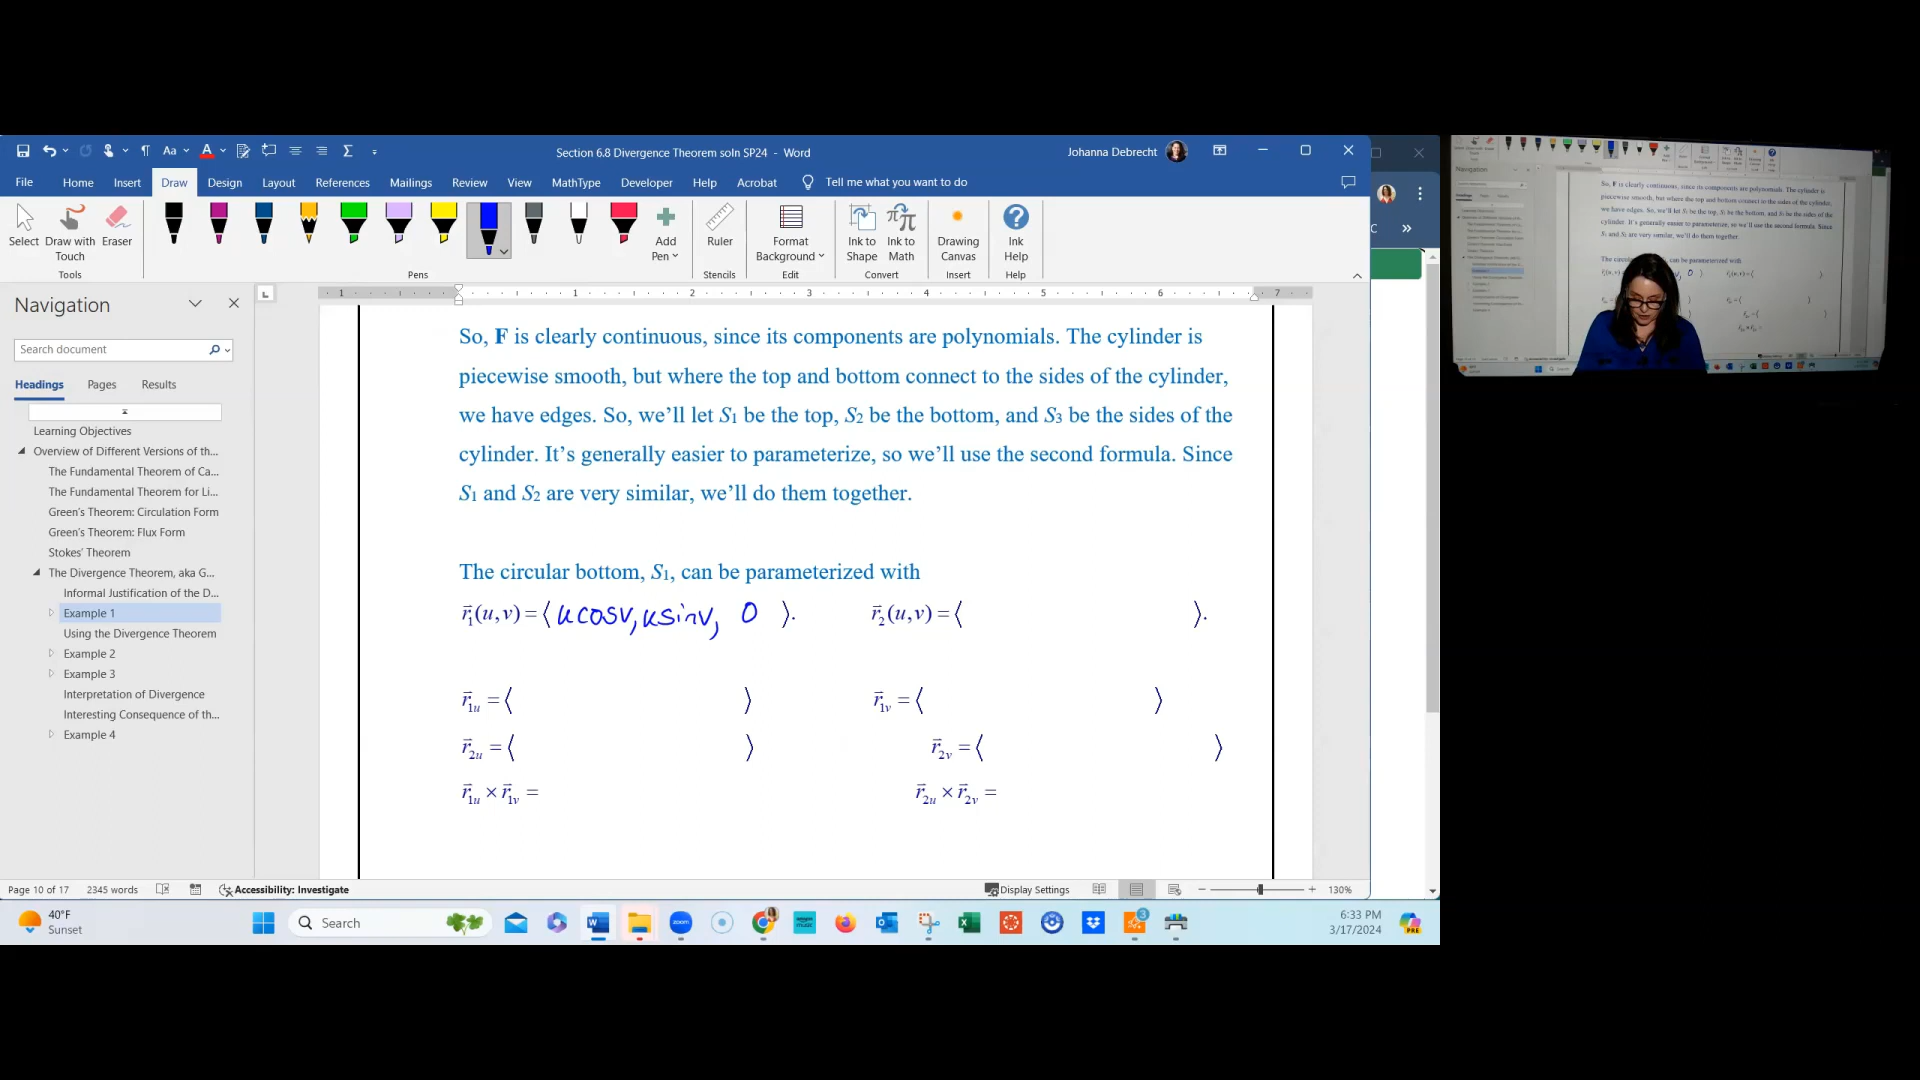 Section 6.8 Divergence Theorem soln SP24 - Word
Johanna Debrecht
File Home Insert Draw Design Layout References Mailings Review View MathType Developer Help Acrobat Tell me what you want to do
Select Draw with Touch Eraser
Add Pen
Ruler
Format Background
Ink to Shape
Ink to Math
Drawing Canvas
Ink Help
Tools Pens Stencils Edit Convert Insert Help
Navigation
Search document
Headings Pages Results
Learning Objectives
Overview of Different Versions of th...
The Fundamental Theorem of Ca...
The Fundamental Theorem for Li...
Green's Theorem: Circulation Form
Green's Theorem: Flux Form
Stokes' Theorem
The Divergence Theorem, aka G...
Informal Justification of the D...
Example 1
Using the Divergence Theorem
Example 2
Example 3
Interpretation of Divergence
Interesting Consequence of th...
Example 4
1 1 2 3 4 5 6 7
So, F is clearly continuous, since its components are polynomials. The cylinder is
piecewise smooth, but where the top and bottom connect to the sides of the cylinder,
we have edges. So, we'll let S1 be the top, S2 be the bottom, and S3 be the sides of the
cylinder. It's generally easier to parameterize, so we'll use the second formula. Since
S1 and S2 are very similar, we'll do them together.
The circular bottom, S1, can be parameterized with
r⃗1(u,v) = ⟨ u cos v, u sin v, 0 ⟩. r⃗2(u,v) = ⟨ ⟩.
r⃗1u = ⟨ ⟩ r⃗1v = ⟨ ⟩
r⃗2u = ⟨ ⟩ r⃗2v = ⟨ ⟩
r⃗1u × r⃗1v = r⃗2u × r⃗2v =
Page 10 of 17 2345 words Accessibility: Investigate Display Settings 130%
40°F
Sunset
Search
6:33 PM
3/17/2024